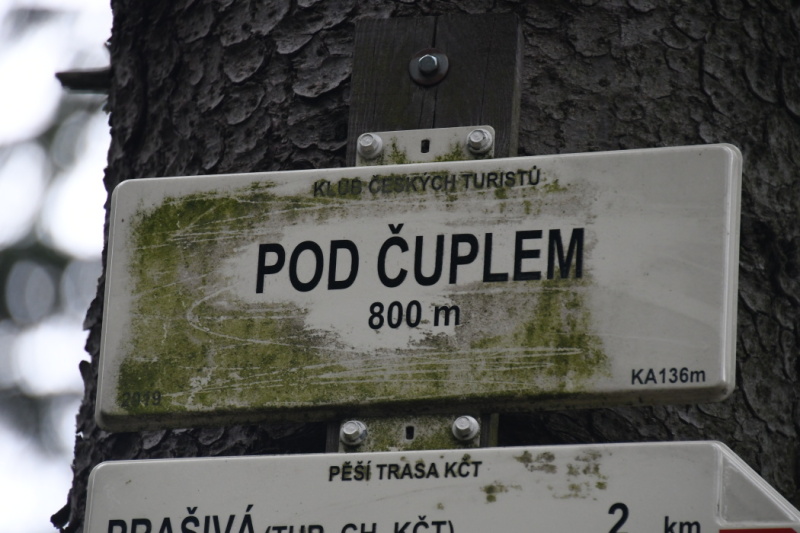 KLUB ČESKÝCH TURISTŮ
POD ČUPLEM
800 m
2019 KA136m
PĚŠÍ TRASA KČT
PRAŠIVÁ (TUR. CH. KČT) 2 km